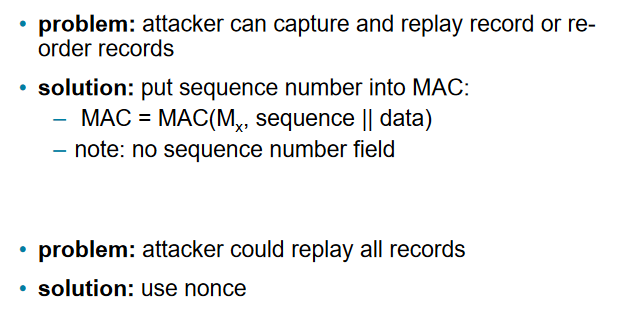 • problem: attacker can capture and replay record or re-
order records
• solution: put sequence number into MAC:
– MAC = MAC(Mx, sequence || data)
– note: no sequence number field
• problem: attacker could replay all records
• solution: use nonce